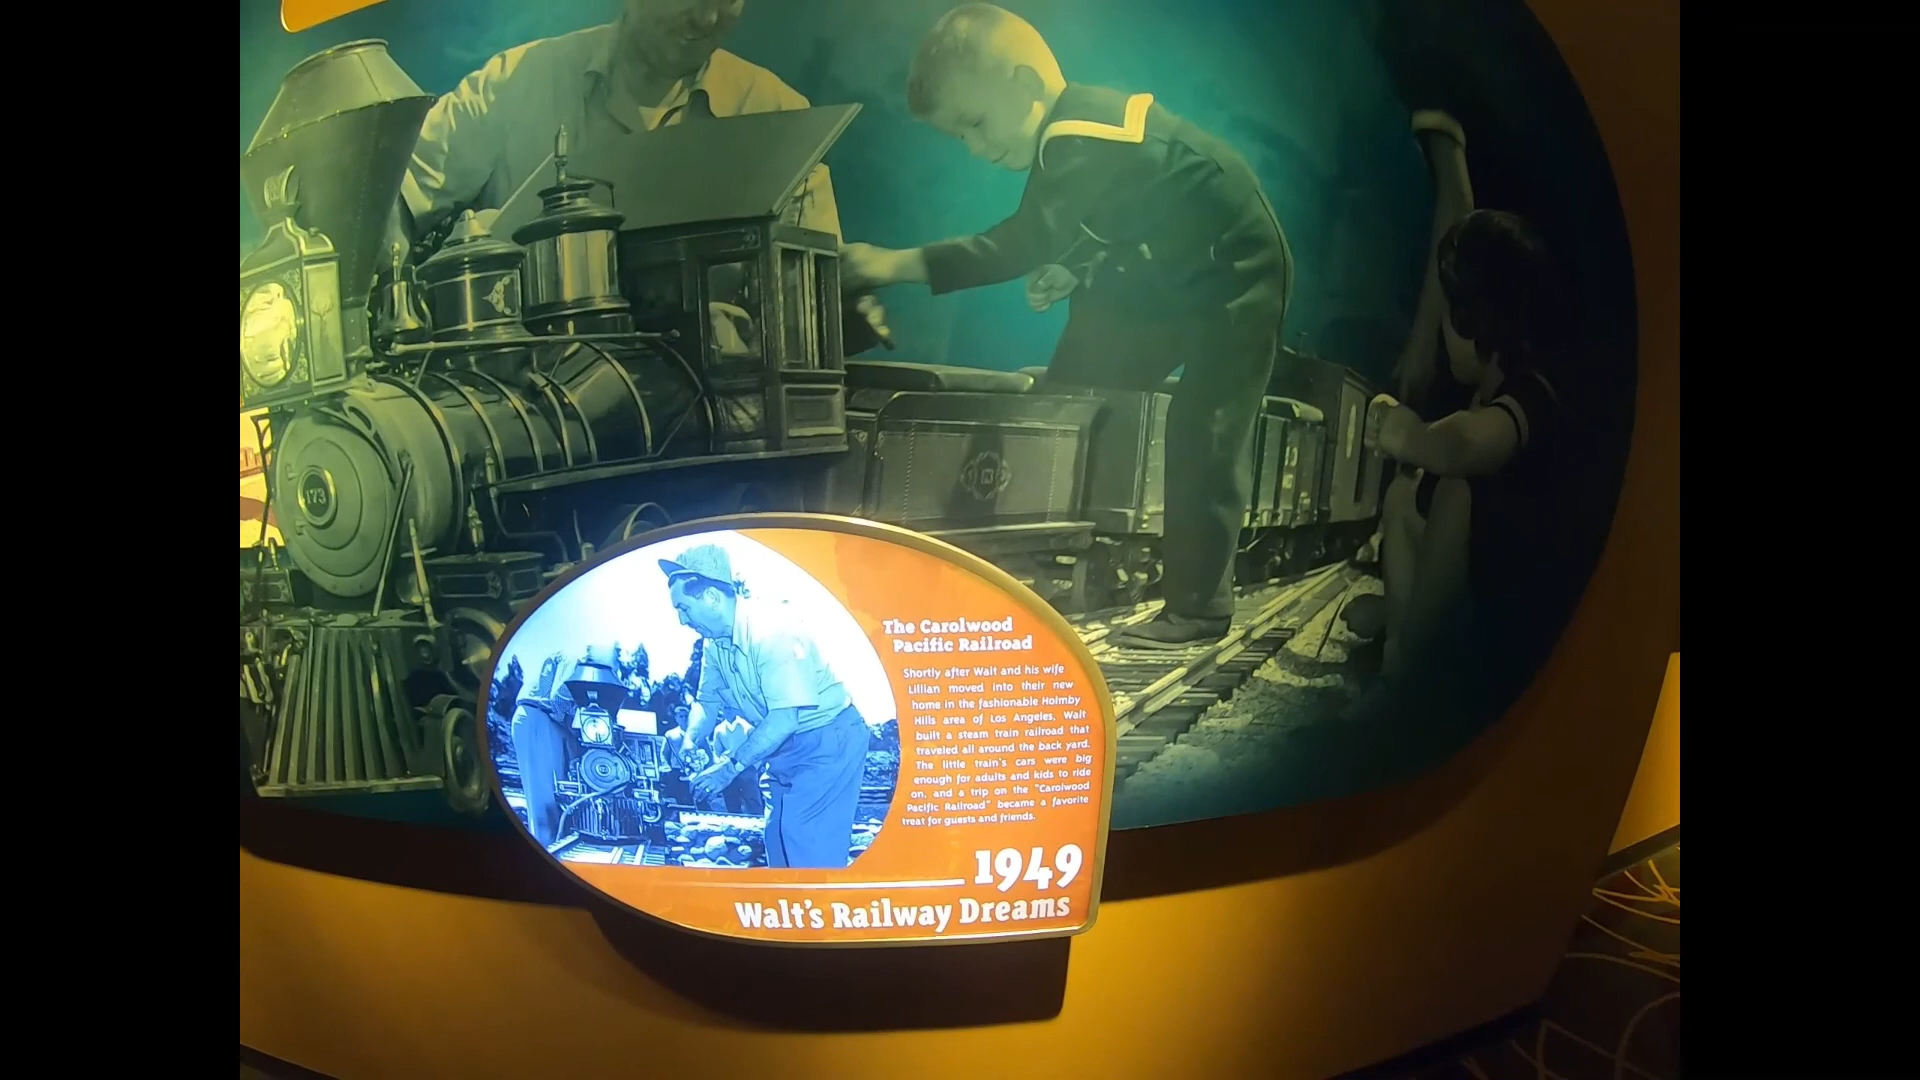 173
The Carolwood
Pacific Railroad
Shortly after Walt and his wife
Lillian moved into their new
home in the fashionable Holmby
Hills area of Los Angeles, Walt
built a steam train railroad that
traveled all around the back yard.
The little train's cars were big
enough for adults and kids to ride
on, and a trip on the "Carolwood
Pacific Railroad" became a favorite
treat for guests and friends.
1949
Walt's Railway Dreams